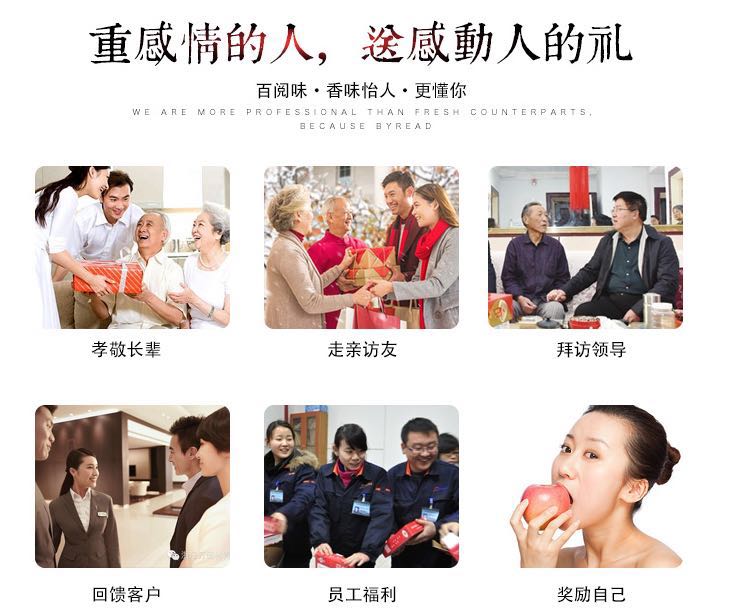 重感情的人，送感動人的礼
百阅味·香味怡人·更懂你
WE ARE MORE PROFESSIONAL THAN FRESH COUNTERPARTS,
BECAUSE BYREAD
孝敬长辈
走亲访友
拜访领导
回馈客户
员工福利
奖励自己